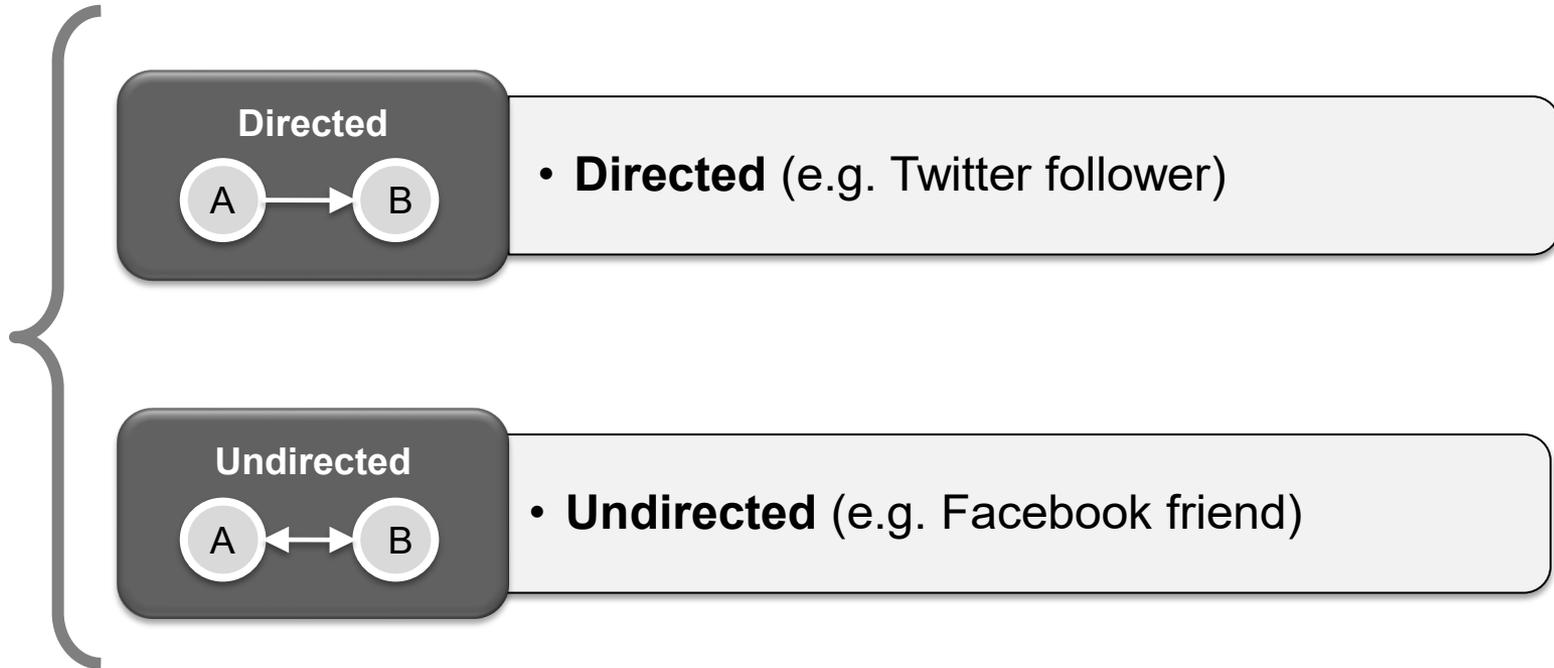 Directed
A B
• Directed (e.g. Twitter follower)
Undirected
A B
• Undirected (e.g. Facebook friend)